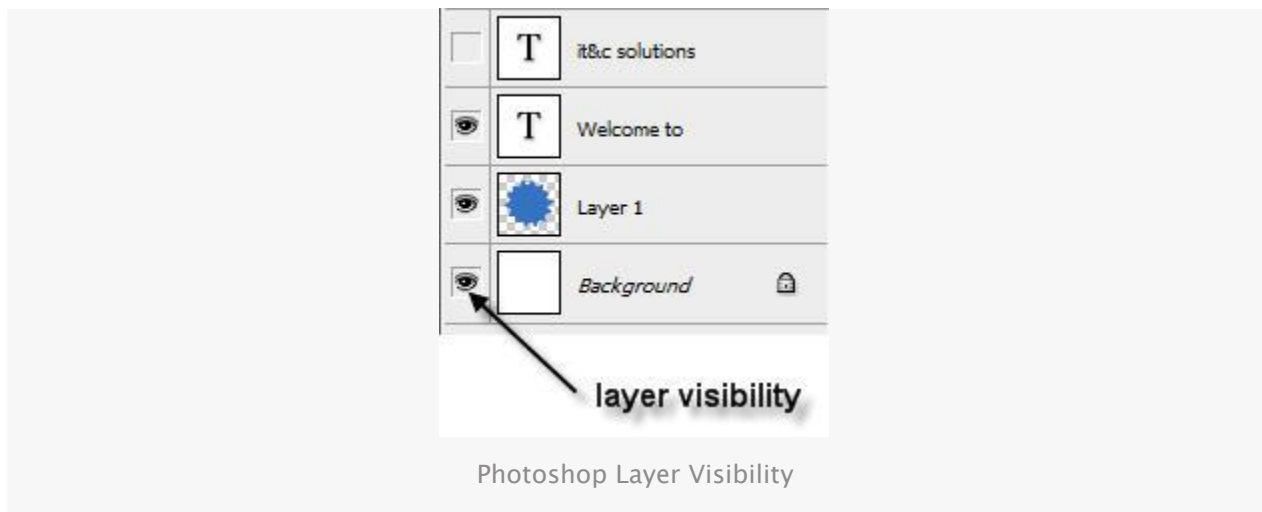 T it&c solutions
T Welcome to
Layer 1
Background
layer visibility
Photoshop Layer Visibility